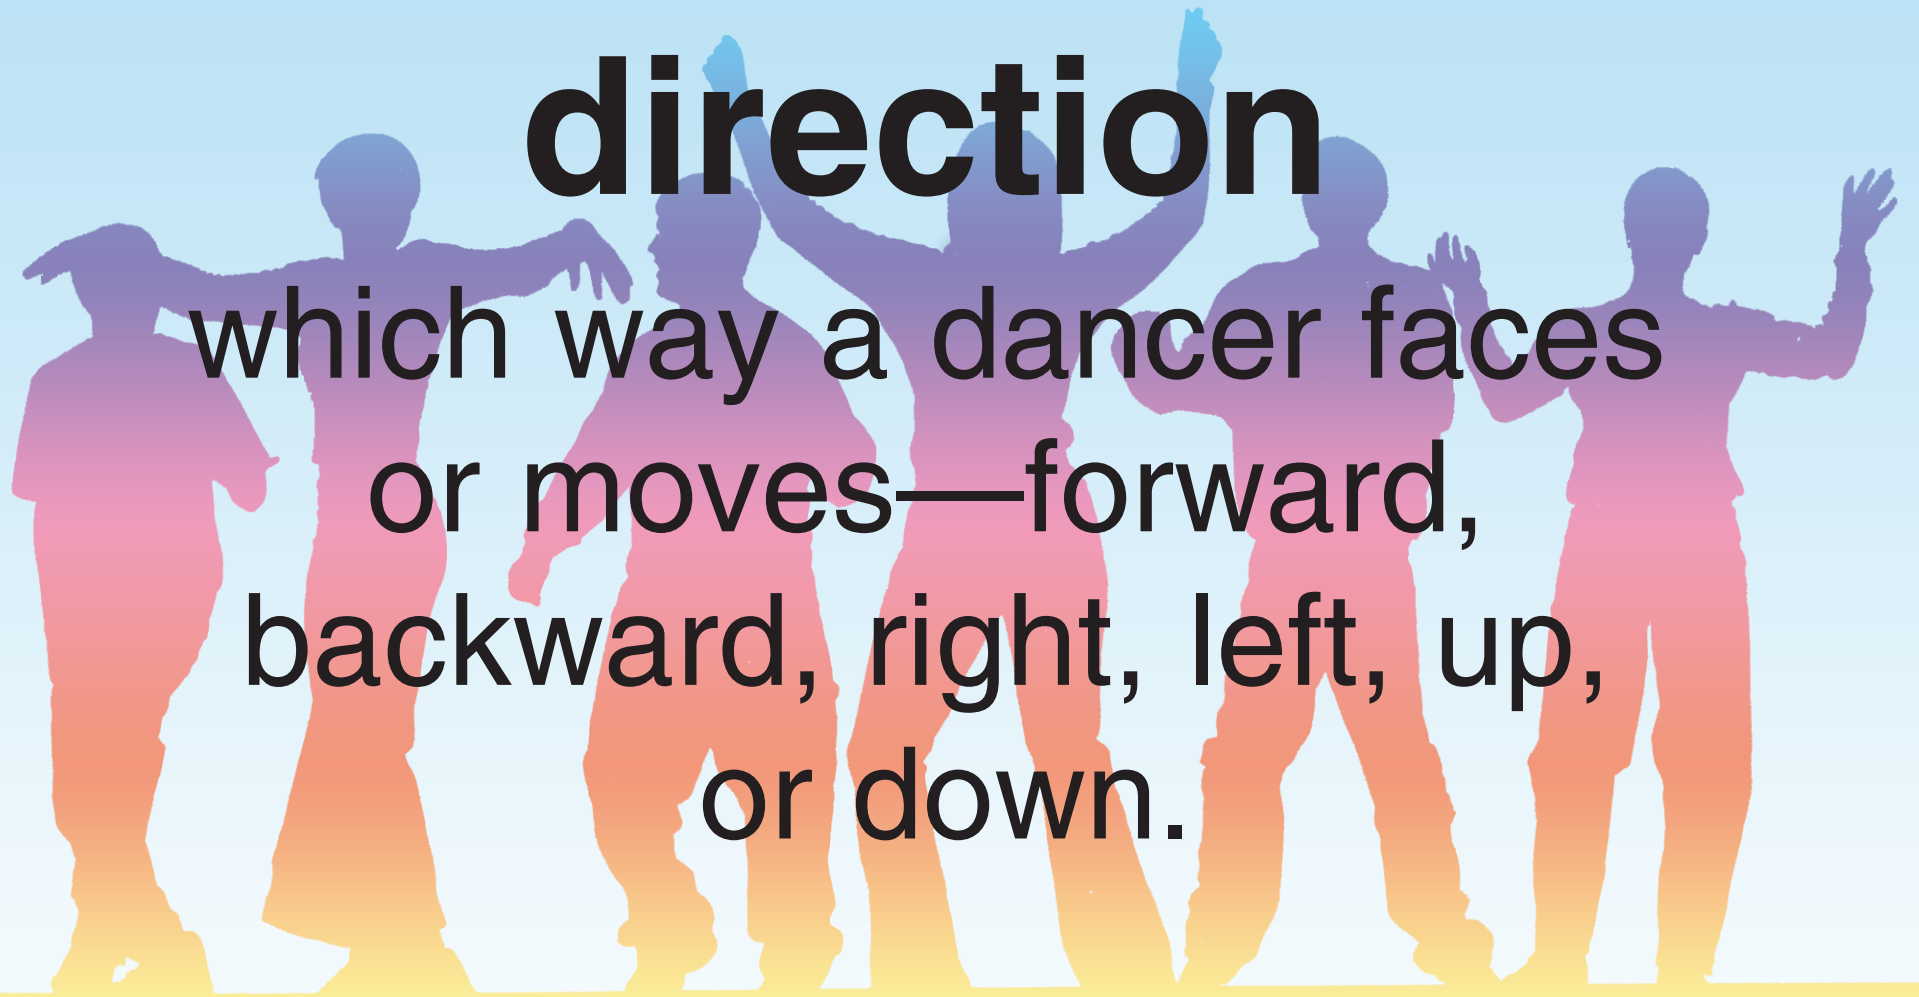 direction
which way a dancer faces
or moves—forward,
backward, right, left, up,
or down.